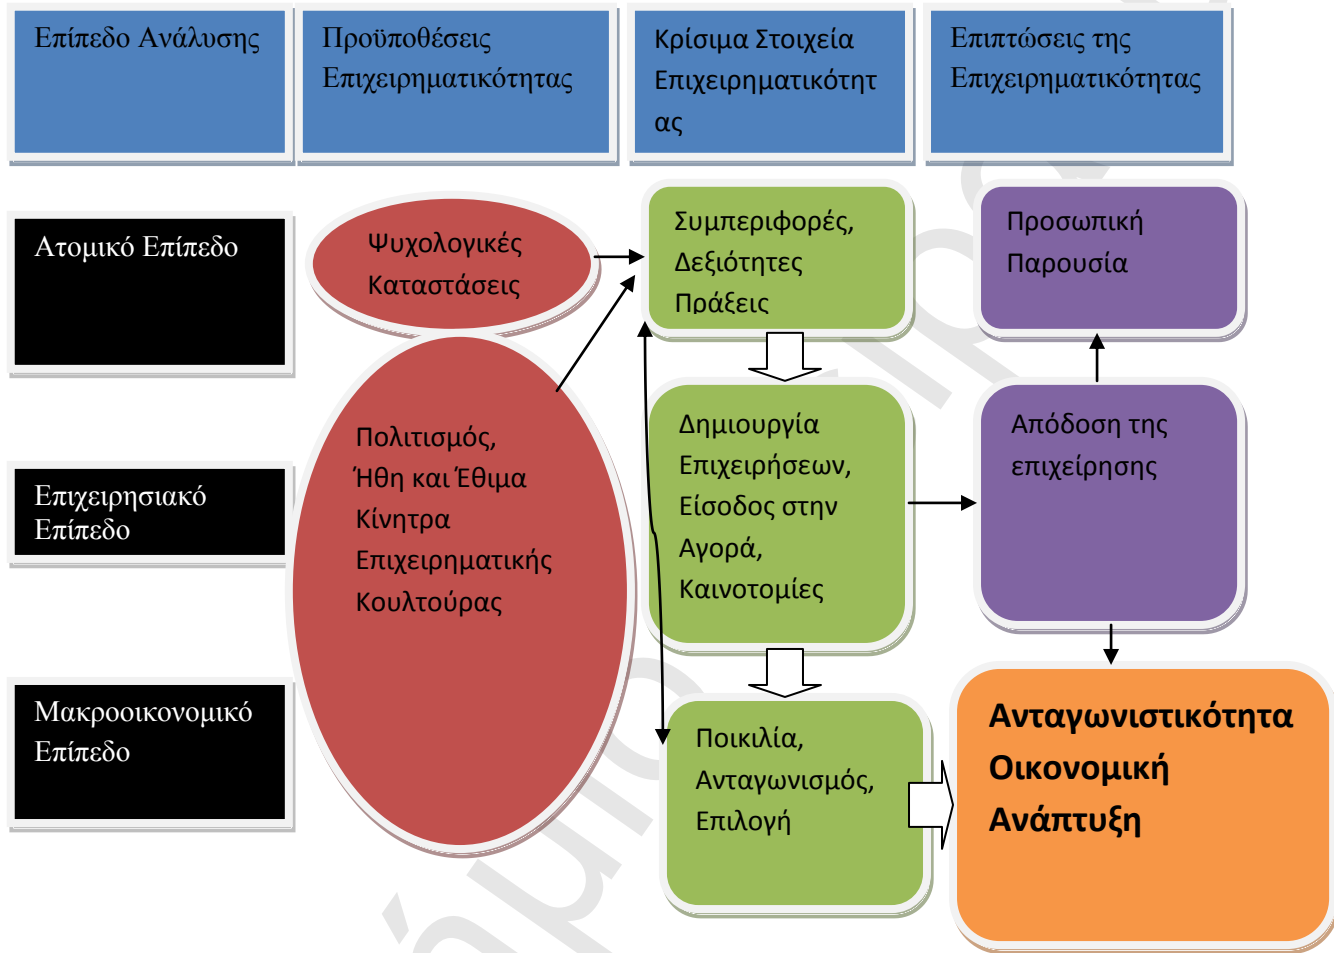 Επίπεδο Ανάλυσης
Προϋποθέσεις
Επιχειρηματικότητας
Κρίσιμα Στοιχεία
Επιχειρηματικότητ
ας
Επιπτώσεις της
Επιχειρηματικότητας
Ατομικό Επίπεδο
Ψυχολογικές
Καταστάσεις
Συμπεριφορές,
Δεξιότητες
Πράξεις
Προσωπική
Παρουσία
Επιχειρησιακό
Επίπεδο
Πολιτισμός,
Ήθη και Έθιμα
Κίνητρα
Επιχειρηματικής
Κουλτούρας
Δημιουργία
Επιχειρήσεων,
Είσοδος στην
Αγορά,
Καινοτομίες
Απόδοση της
επιχείρησης
Μακροοικονομικό
Επίπεδο
Ποικιλία,
Ανταγωνισμός,
Επιλογή
Ανταγωνιστικότητα
Οικονομική
Ανάπτυξη